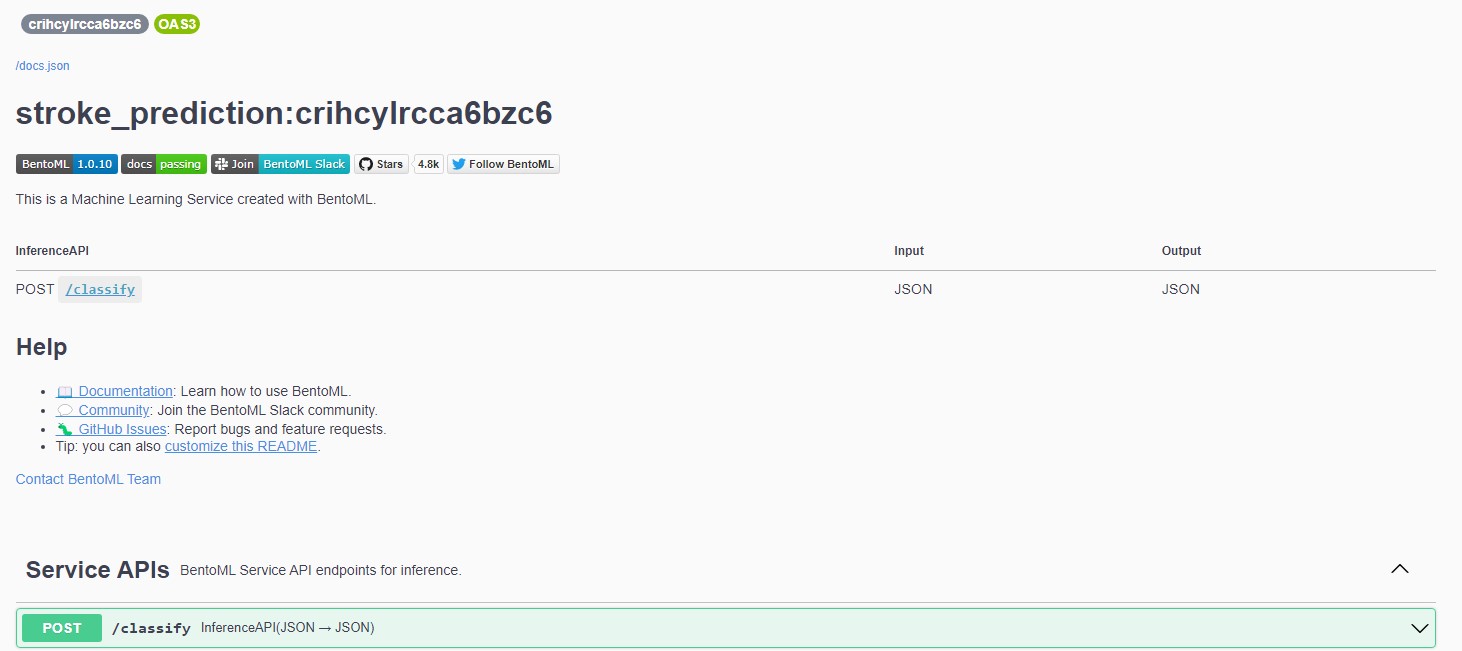 crihcylrcca6bzc6 OAS3
/docs.json
stroke_prediction:crihcylrcca6bzc6
BentoML 1.0.10 docs passing Join BentoML Slack Stars 4.8k Follow BentoML
This is a Machine Learning Service created with BentoML.
InferenceAPI Input Output
POST /classify JSON JSON
Help
• 📖 Documentation: Learn how to use BentoML.
• 💬 Community: Join the BentoML Slack community.
• 🐛 GitHub Issues: Report bugs and feature requests.
• Tip: you can also customize this README.
Contact BentoML Team
Service APIs BentoML Service API endpoints for inference.
POST /classify InferenceAPI(JSON → JSON)